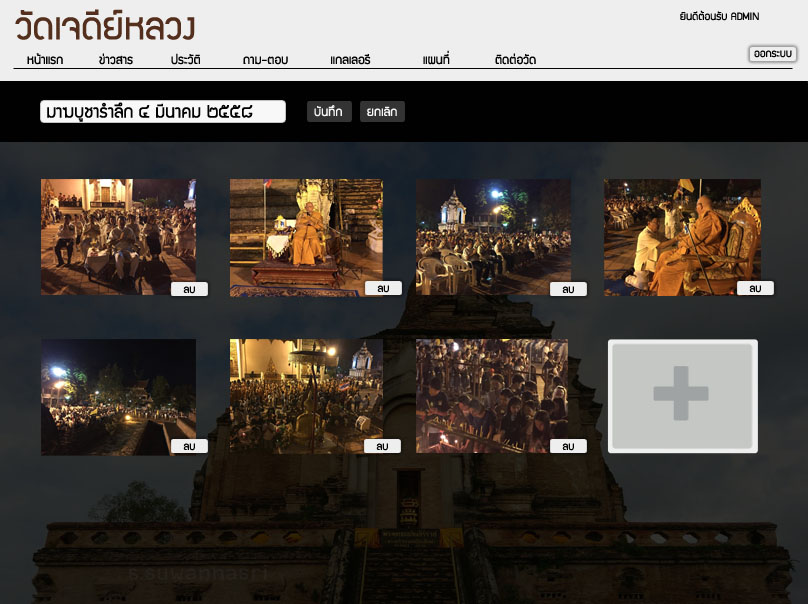 วัดเจดีย์หลวง
ยินดีต้อนรับ ADMIN
หน้าแรก ข่าวสาร ประวัติ ถาม-ตอบ แกลเลอรี แผนที่ ติดต่อวัด
ออกระบบ
มาฆบูชารำลึก ๔ มีนาคม ๒๕๕๘ บันทึก ยกเลิก
ลบ ลบ ลบ ลบ
ลบ ลบ ลบ
s.suwannasri